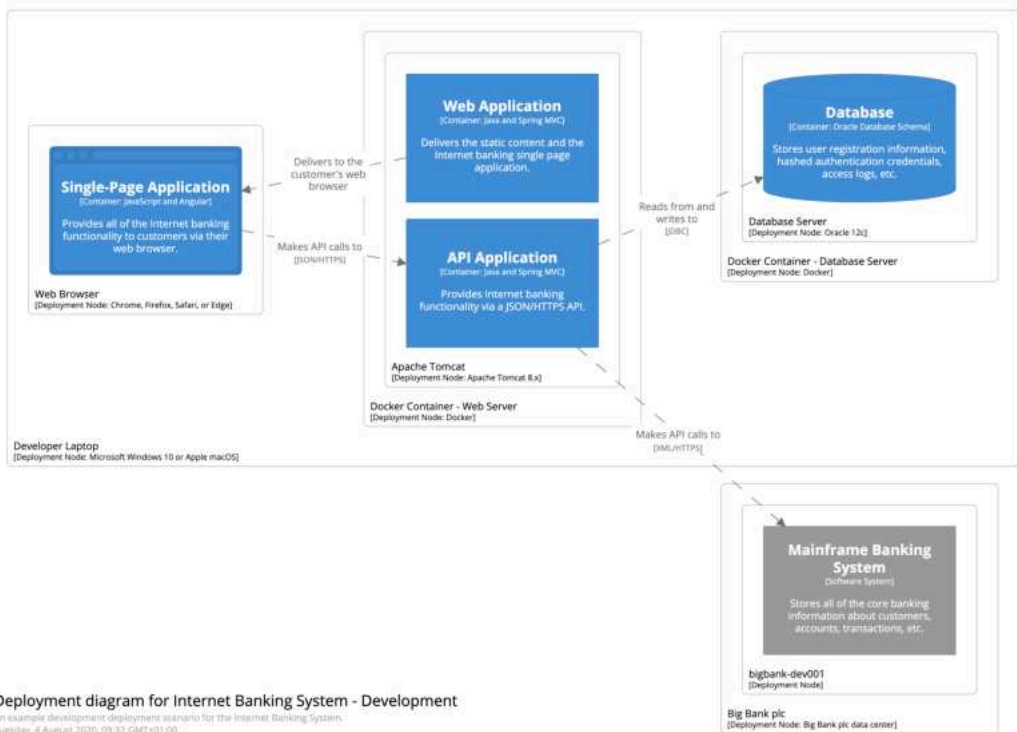 Web Application
[Container: Java and Spring MVC]
Delivers the static content and the
Internet banking single page
application.
Database
[Container: Oracle Database Schema]
Stores user registration information,
hashed authentication credentials,
access logs, etc.
Database Server
[Deployment Node: Oracle 12c]
Docker Container - Database Server
[Deployment Node: Docker]
Delivers to the
customer's web
browser
Single-Page Application
[Container: JavaScript and Angular]
Provides all of the Internet banking
functionality to customers via their
web browser.
Web Browser
[Deployment Node: Chrome, Firefox, Safari, or Edge]
Makes API calls to
[JSON/HTTPS]
Reads from and
writes to
[JDBC]
API Application
[Container: Java and Spring MVC]
Provides Internet banking
functionality via a JSON/HTTPS API.
Apache Tomcat
[Deployment Node: Apache Tomcat 8.x]
Docker Container - Web Server
[Deployment Node: Docker]
Makes API calls to
[XML/HTTPS]
Developer Laptop
[Deployment Node: Microsoft Windows 10 or Apple macOS]
Mainframe Banking
System
[Software System]
Stores all of the core banking
information about customers,
accounts, transactions, etc.
bigbank-dev001
[Deployment Node]
Big Bank plc
[Deployment Node: Big Bank plc data center]
Deployment diagram for Internet Banking System - Development
n example development deployment scenario for the Internet Banking System.
uesday, 4 August 2020, 09:32 GMT+01:00